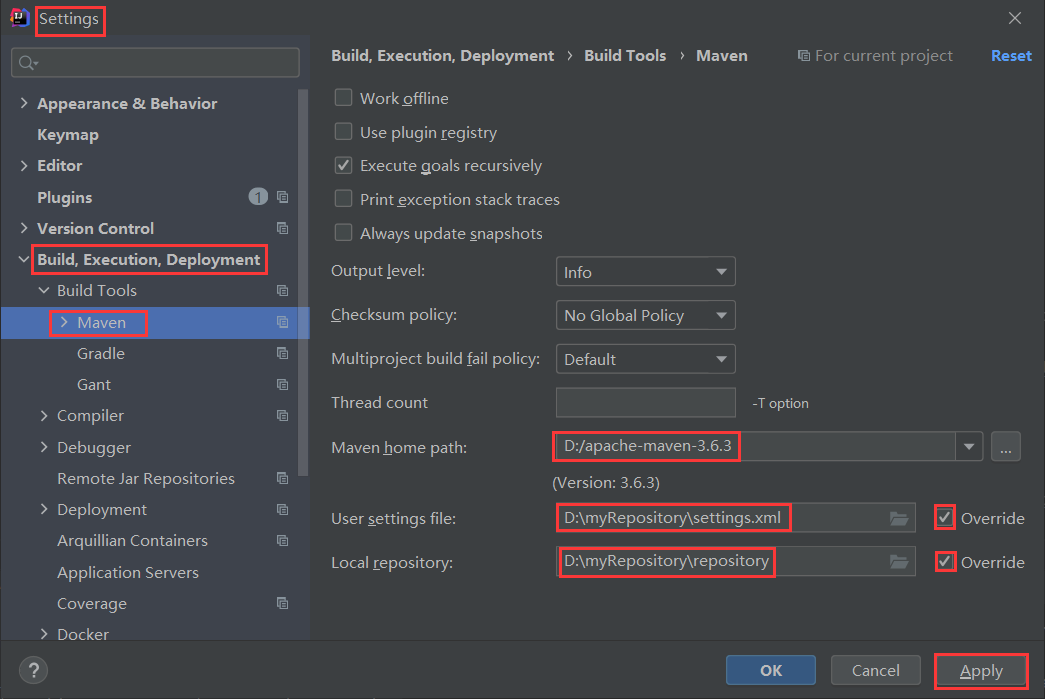 Settings
Build, Execution, Deployment › Build Tools › Maven For current project Reset
Appearance & Behavior
Keymap
Editor
Plugins 1
Version Control
Build, Execution, Deployment
Build Tools
Maven
Gradle
Gant
Compiler
Debugger
Remote Jar Repositories
Deployment
Arquillian Containers
Application Servers
Coverage
Docker
Work offline
Use plugin registry
Execute goals recursively
Print exception stack traces
Always update snapshots
Output level: Info
Checksum policy: No Global Policy
Multiproject build fail policy: Default
Thread count -T option
Maven home path: D:/apache-maven-3.6.3 ...
(Version: 3.6.3)
User settings file: D:\myRepository\settings.xml Override
Local repository: D:\myRepository\repository Override
? OK Cancel Apply